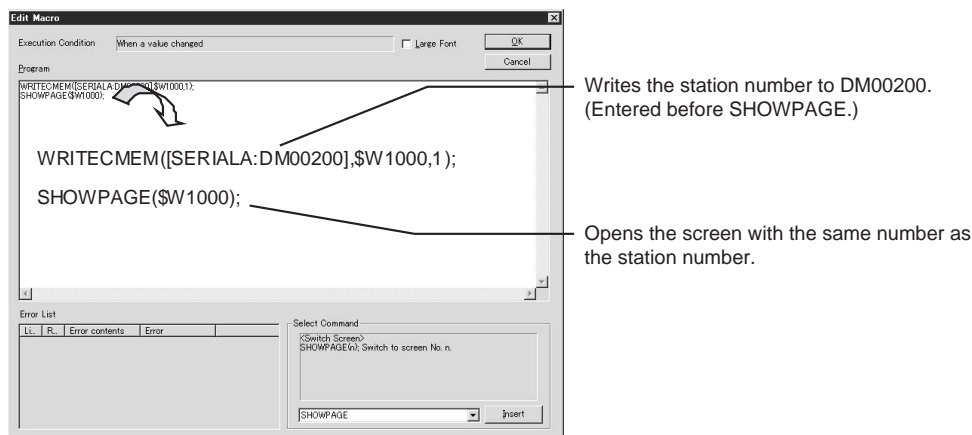 Edit Macro
Execution Condition When a value changed Large Font OK
Cancel
Program
WRITECMEM([SERIALA:DM00200],$W1000,1);
SHOWPAGE($W1000);
Writes the station number to DM00200.
(Entered before SHOWPAGE.)
WRITECMEM([SERIALA:DM00200],$W1000,1);
SHOWPAGE($W1000);
Opens the screen with the same number as
the station number.
Error List
Li.. R.. Error contents Error
Select Command
<Switch Screen>
SHOWPAGE(n); Switch to screen No. n.
SHOWPAGE Insert